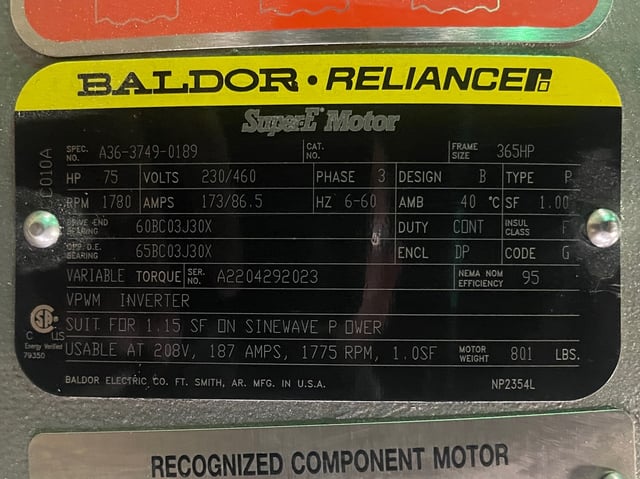 BALDOR · RELIANCE
Super-E Motor
SPEC. NO. A36-3749-0189 CAT. NO. FRAME SIZE 365HP
HP 75 VOLTS 230/460 PHASE 3 DESIGN B TYPE P
RPM 1780 AMPS 173/86.5 HZ 6-60 AMB 40 °C SF 1.00
DRIVE END BEARING 60BC03J30X DUTY CONT INSUL CLASS F
OPP. D.E. BEARING 65BC03J30X ENCL DP CODE G
VARIABLE TORQUE SER. NO. A2204292023 NEMA NOM EFFICIENCY 95
VPWM INVERTER
SUIT FOR 1.15 SF ON SINEWAVE P OWER
USABLE AT 208V, 187 AMPS, 1775 RPM, 1.0SF MOTOR WEIGHT 801 LBS.
C US
Energy Verified
79350
BALDOR ELECTRIC CO. FT. SMITH, AR. MFG. IN U.S.A. NP2354L
RECOGNIZED COMPONENT MOTOR